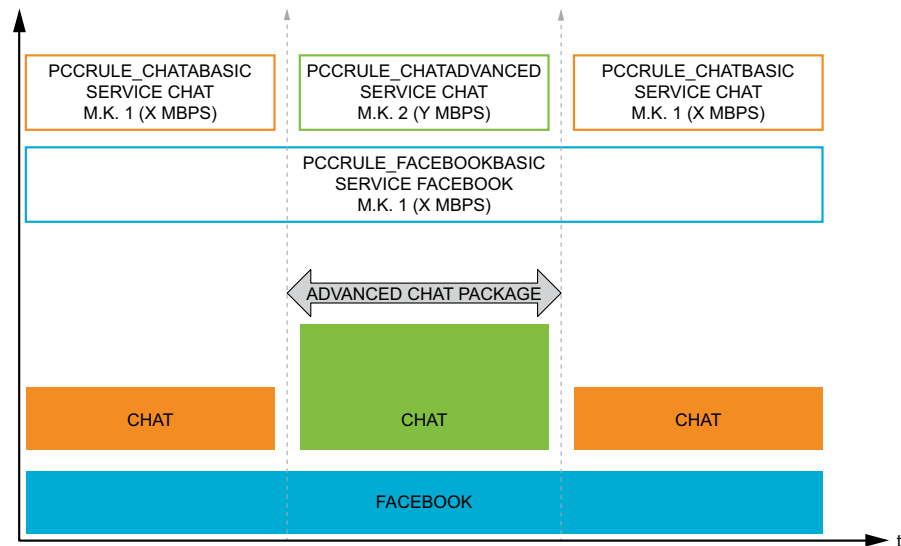 PCCRULE_CHATABASIC
SERVICE CHAT
M.K. 1 (X MBPS)
PCCRULE_CHATADVANCED
SERVICE CHAT
M.K. 2 (Y MBPS)
PCCRULE_CHATBASIC
SERVICE CHAT
M.K. 1 (X MBPS)
PCCRULE_FACEBOOKBASIC
SERVICE FACEBOOK
M.K. 1 (X MBPS)
ADVANCED CHAT PACKAGE
CHAT
CHAT
CHAT
FACEBOOK
t